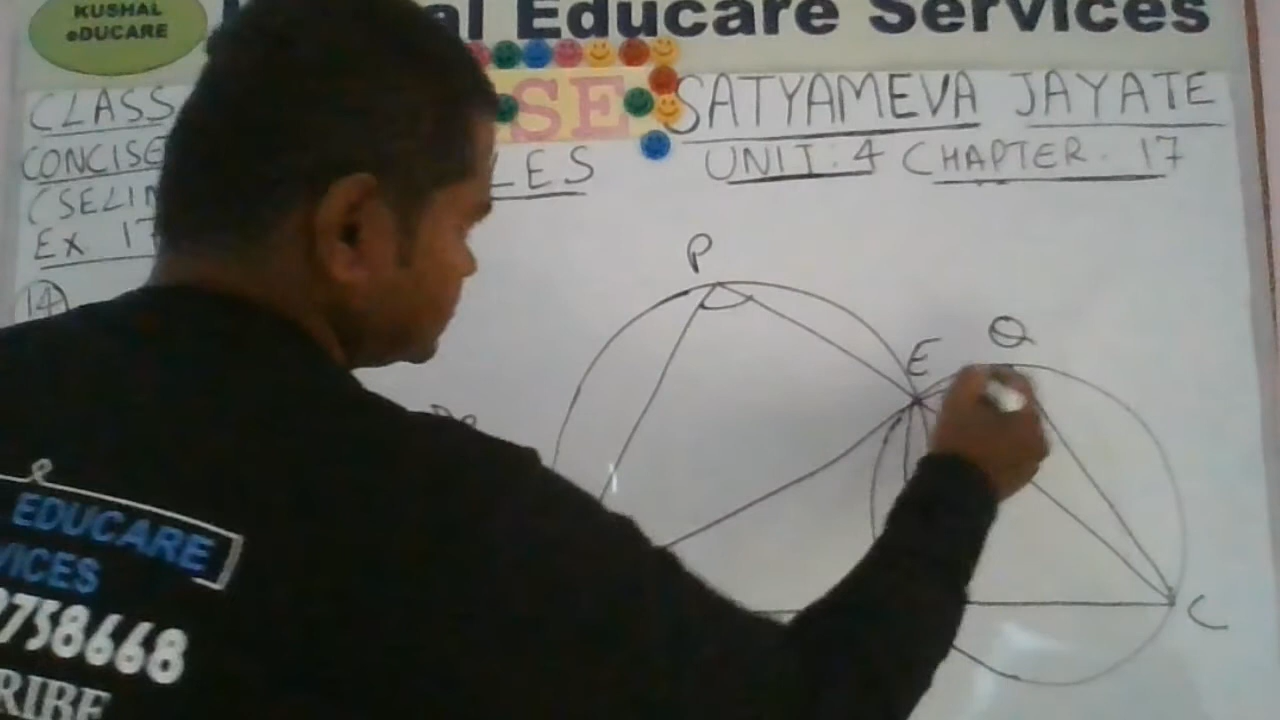 KUSHAL
eDUCARE
al Educare Services
CLASS
SE
SATYAMEVA JAYATE
CONCISE
LES
UNIT: 4 CHAPTER. 17
(SELIN
Ex 17
14
P
E
Q
C
EDUCARE
VICES
758668
RIBE